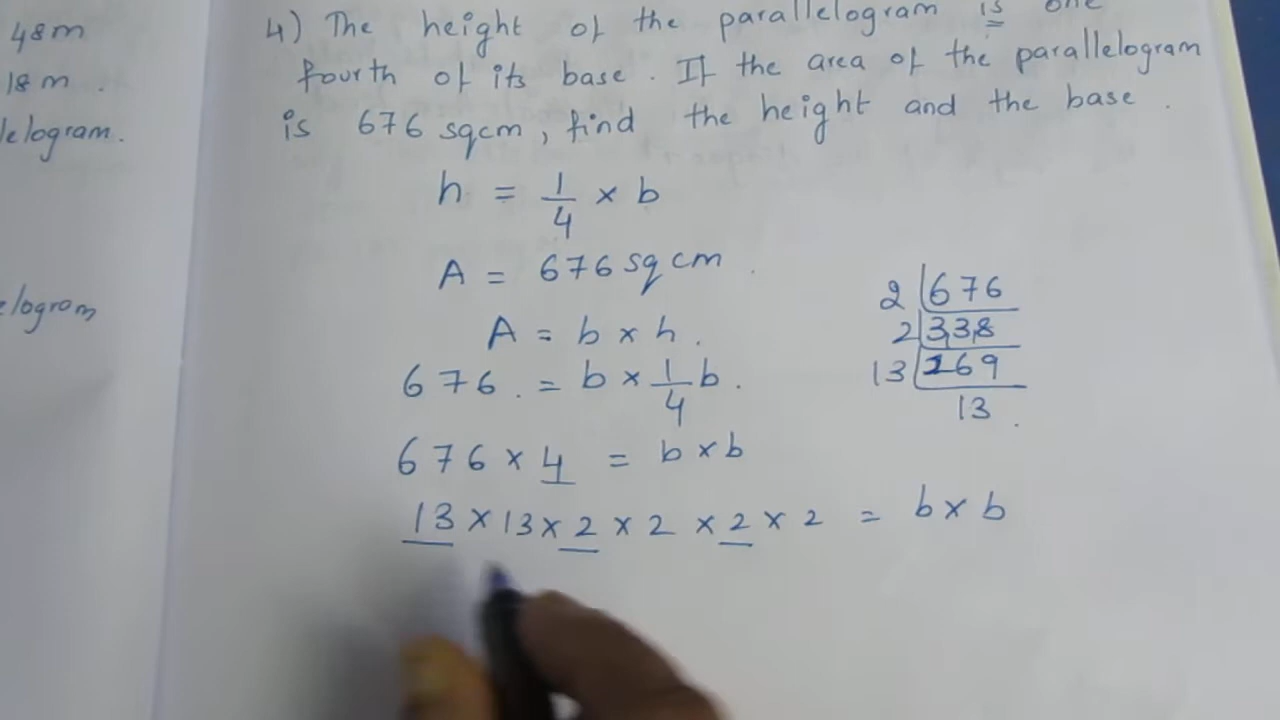 48m
18m.
lelogram.
elogram
4) The height of the parallelogram is one
fourth of its base. If the area of the parallelogram
is 676 sqcm, find the height and the base.
h = 1/4 × b
A = 676 sq cm.
A = b × h.
676. = b × 1/4 b.
676 × 4 = b × b
13 × 13 × 2 × 2 × 2 × 2 = b × b
2 | 676
2 | 338
13 | 169
13.